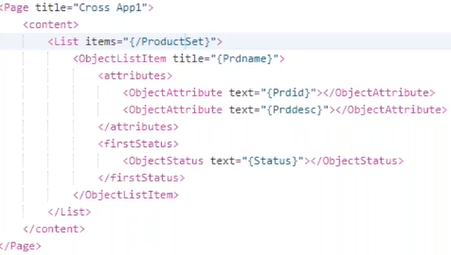 <Page title="Cross App1">
<content>
<List items="{/ProductSet}">
<ObjectListItem title="{Prdname}">
<attributes>
<ObjectAttribute text="{Prdid}"></ObjectAttribute>
<ObjectAttribute text="{Prddesc}"></ObjectAttribute>
</attributes>
<firstStatus>
<ObjectStatus text="{Status}"></ObjectStatus>
</firstStatus>
</ObjectListItem>
</List>
</content>
</Page>